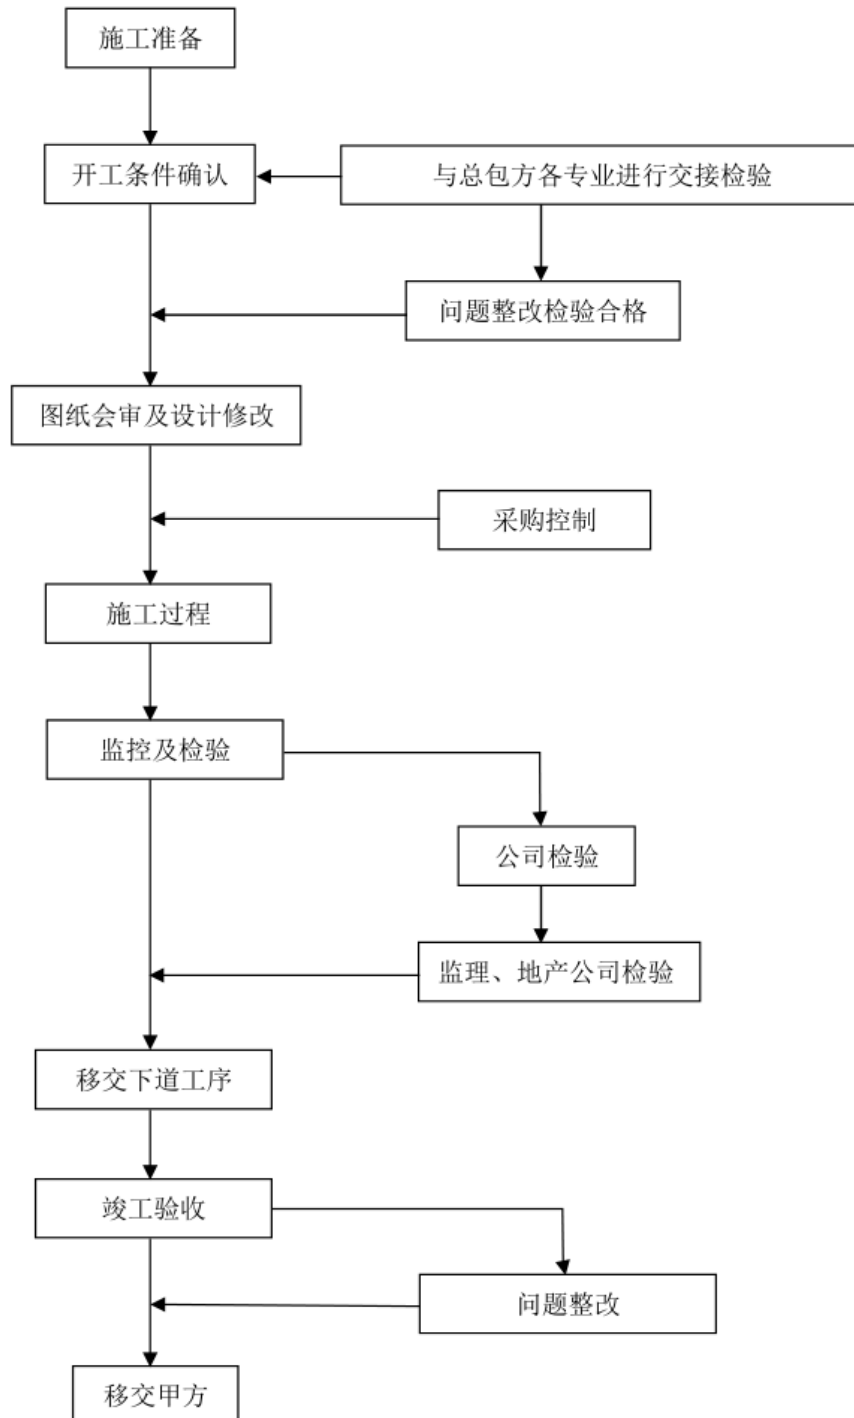 施工准备
开工条件确认
与总包方各专业进行交接检验
问题整改检验合格
图纸会审及设计修改
采购控制
施工过程
监控及检验
公司检验
监理、地产公司检验
移交下道工序
竣工验收
问题整改
移交甲方